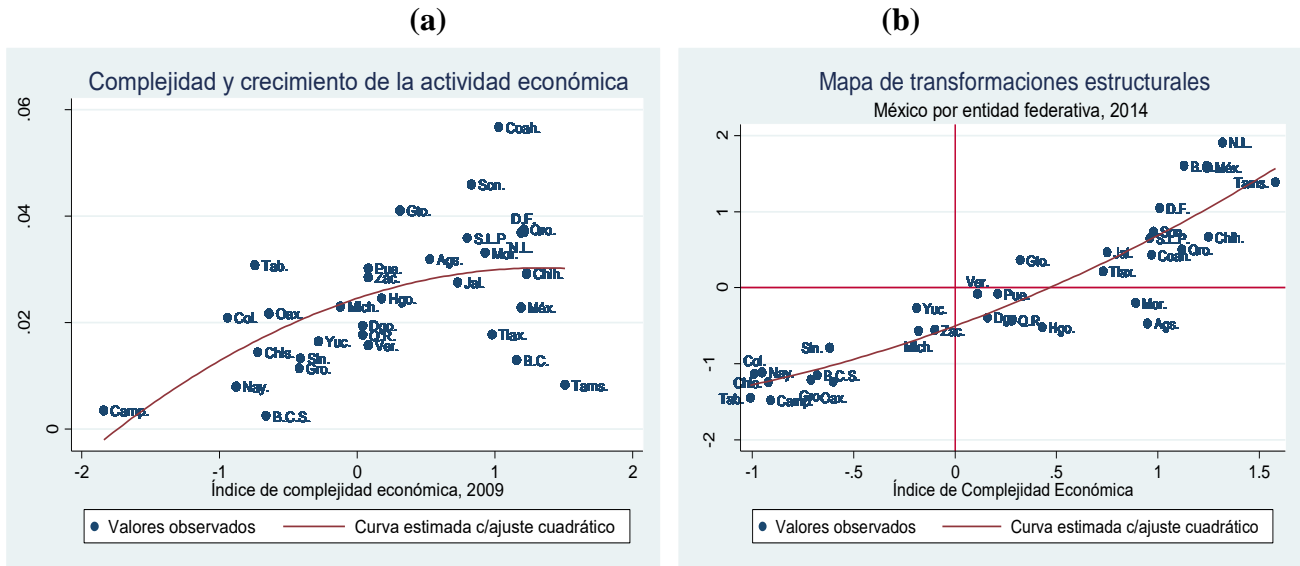 (a)
Complejidad y crecimiento de la actividad económica
.06
.04
.02
0
Coah.
Son.
Gto.
D.F.
Qro.
S.L.P
N.L.
Mor.
Ags.
Tab.
Pue.
Zac.
Chih.
Jal.
Hgo.
Mich.
Méx.
Oax.
Col.
Dgo.
Q.R.
Tlax.
Yuc.
Ver.
Chis.
Sin.
Gro.
B.C.
Nay.
Tams.
Camp.
B.C.S.
-2 -1 0 1 2
Índice de complejidad económica, 2009
Valores observados Curva estimada c/ajuste cuadrático
(b)
Mapa de transformaciones estructurales
México por entidad federativa, 2014
2
1
0
-1
-2
N.L.
B.C.
Méx.
Tams.
D.F.
Son.
S.L.P.
Chih.
Qro.
Jal.
Coah.
Gto.
Tlax.
Ver.
Pue.
Mor.
Yuc.
Dgo.
Q.R.
Ags.
Hgo.
Zac.
Mich.
Sin.
Col.
Nay.
B.C.S.
Chis.
Gro.
Oax.
Tab.
Camp.
-1 -.5 0 .5 1 1.5
Índice de Complejidad Económica
Valores observados Curva estimada c/ajuste cuadrático